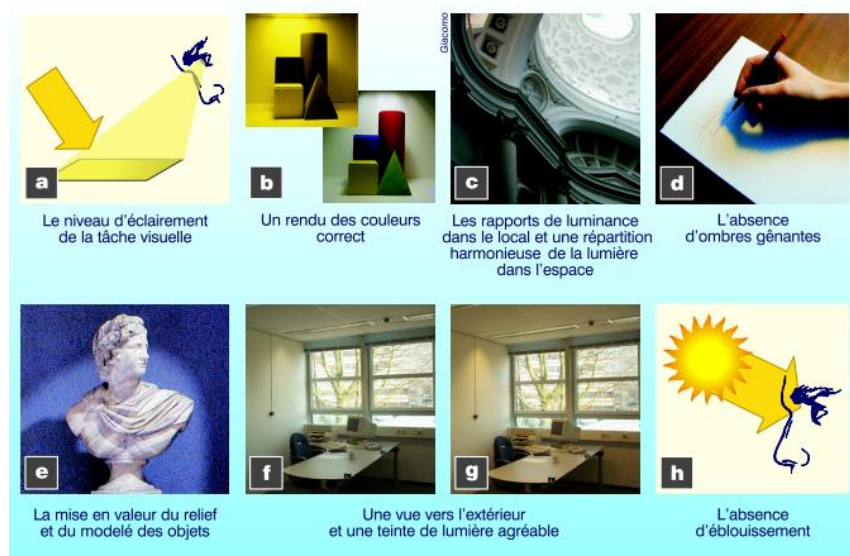 Giacomo
a
b
c
d
Le niveau d'éclairement
de la tâche visuelle
Un rendu des couleurs
correct
Les rapports de luminance
dans le local et une répartition
harmonieuse de la lumière
dans l'espace
L'absence
d'ombres gênantes
e
f
g
h
La mise en valeur du relief
et du modelé des objets
Une vue vers l'extérieur
et une teinte de lumière agréable
L'absence
d'éblouissement